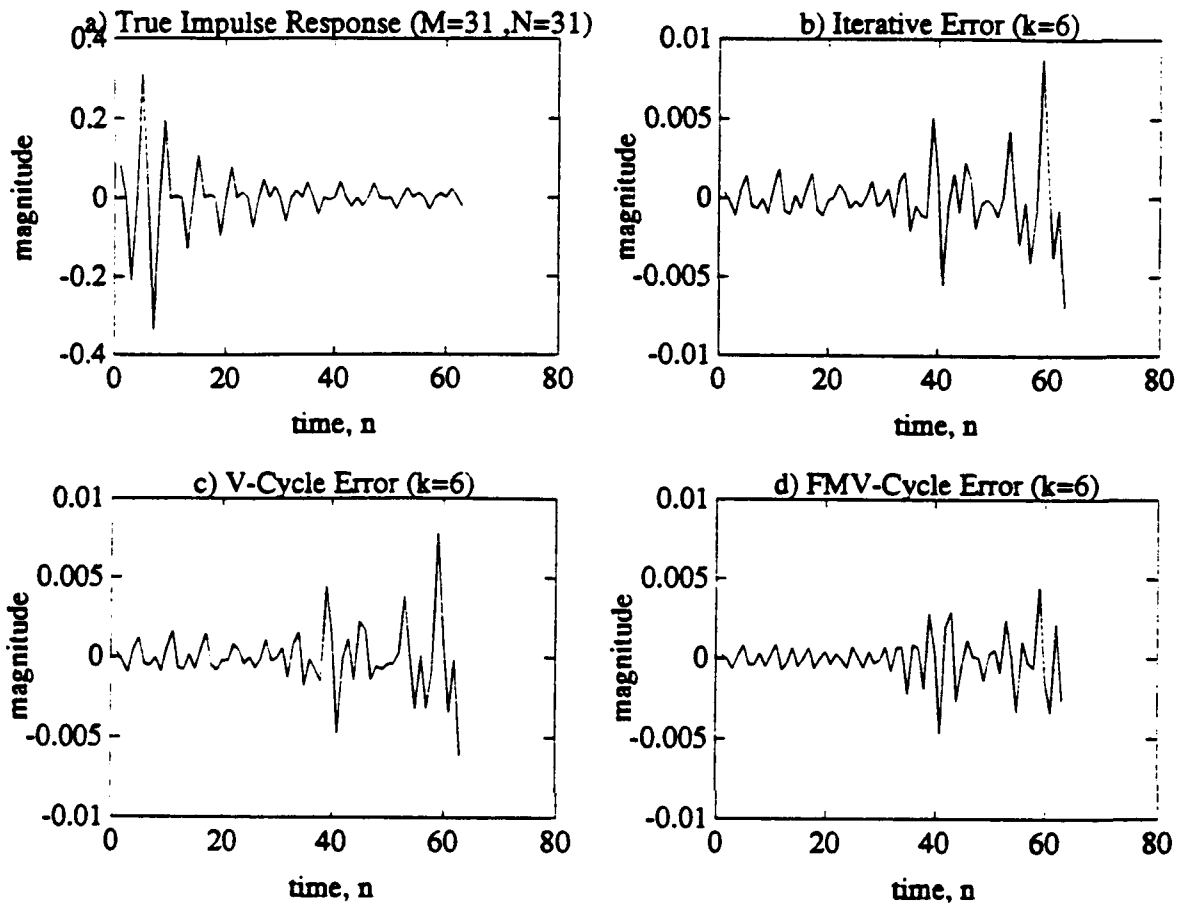 a) True Impulse Response (M=31 ,N=31)
0.4
0.2
0
-0.2
-0.4
magnitude
0 20 40 60 80
time, n
b) Iterative Error (k=6)
0.01
0.005
0
-0.005
-0.01
magnitude
0 20 40 60 80
time, n
c) V-Cycle Error (k=6)
0.01
0.005
0
-0.005
-0.01
magnitude
0 20 40 60 80
time, n
d) FMV-Cycle Error (k=6)
0.01
0.005
0
-0.005
-0.01
magnitude
0 20 40 60 80
time, n